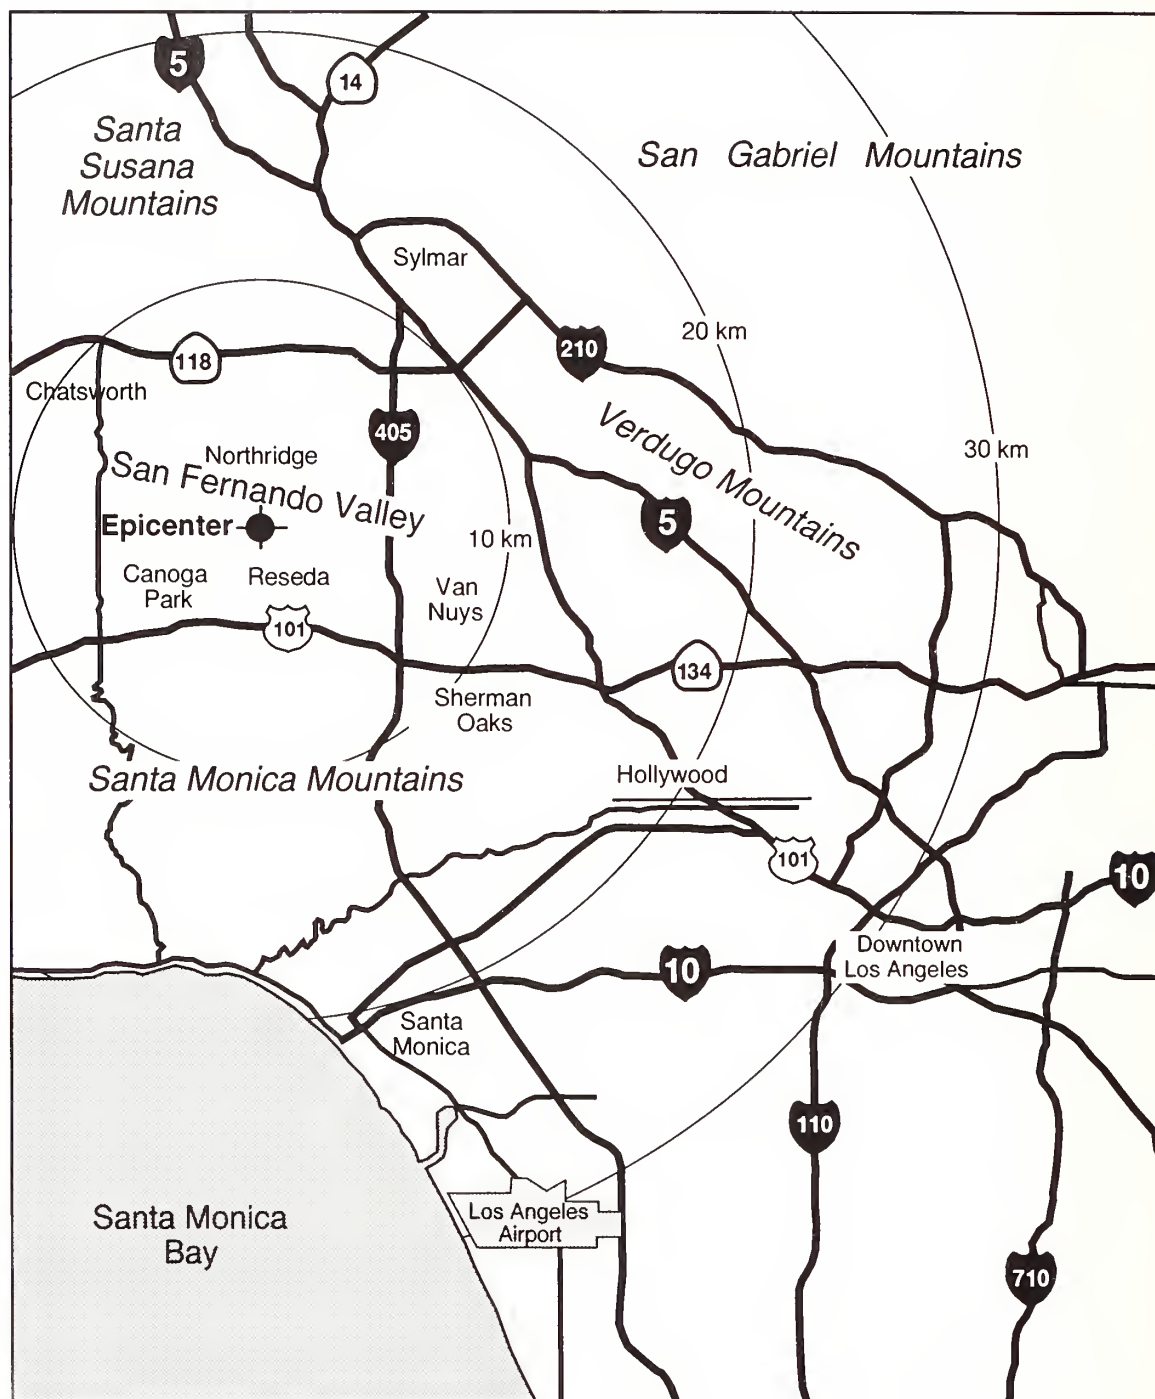 5
14
Santa
Susana
Mountains
San Gabriel Mountains
Sylmar
20 km
118
210
Chatsworth
405
Verdugo Mountains
30 km
Northridge
San Fernando Valley
Epicenter
5
10 km
Canoga
Park
Reseda
Van
Nuys
101
134
Sherman
Oaks
Santa Monica Mountains
Hollywood
101
10
Downtown
Los Angeles
10
Santa
Monica
110
Santa Monica
Bay
Los Angeles
Airport
710